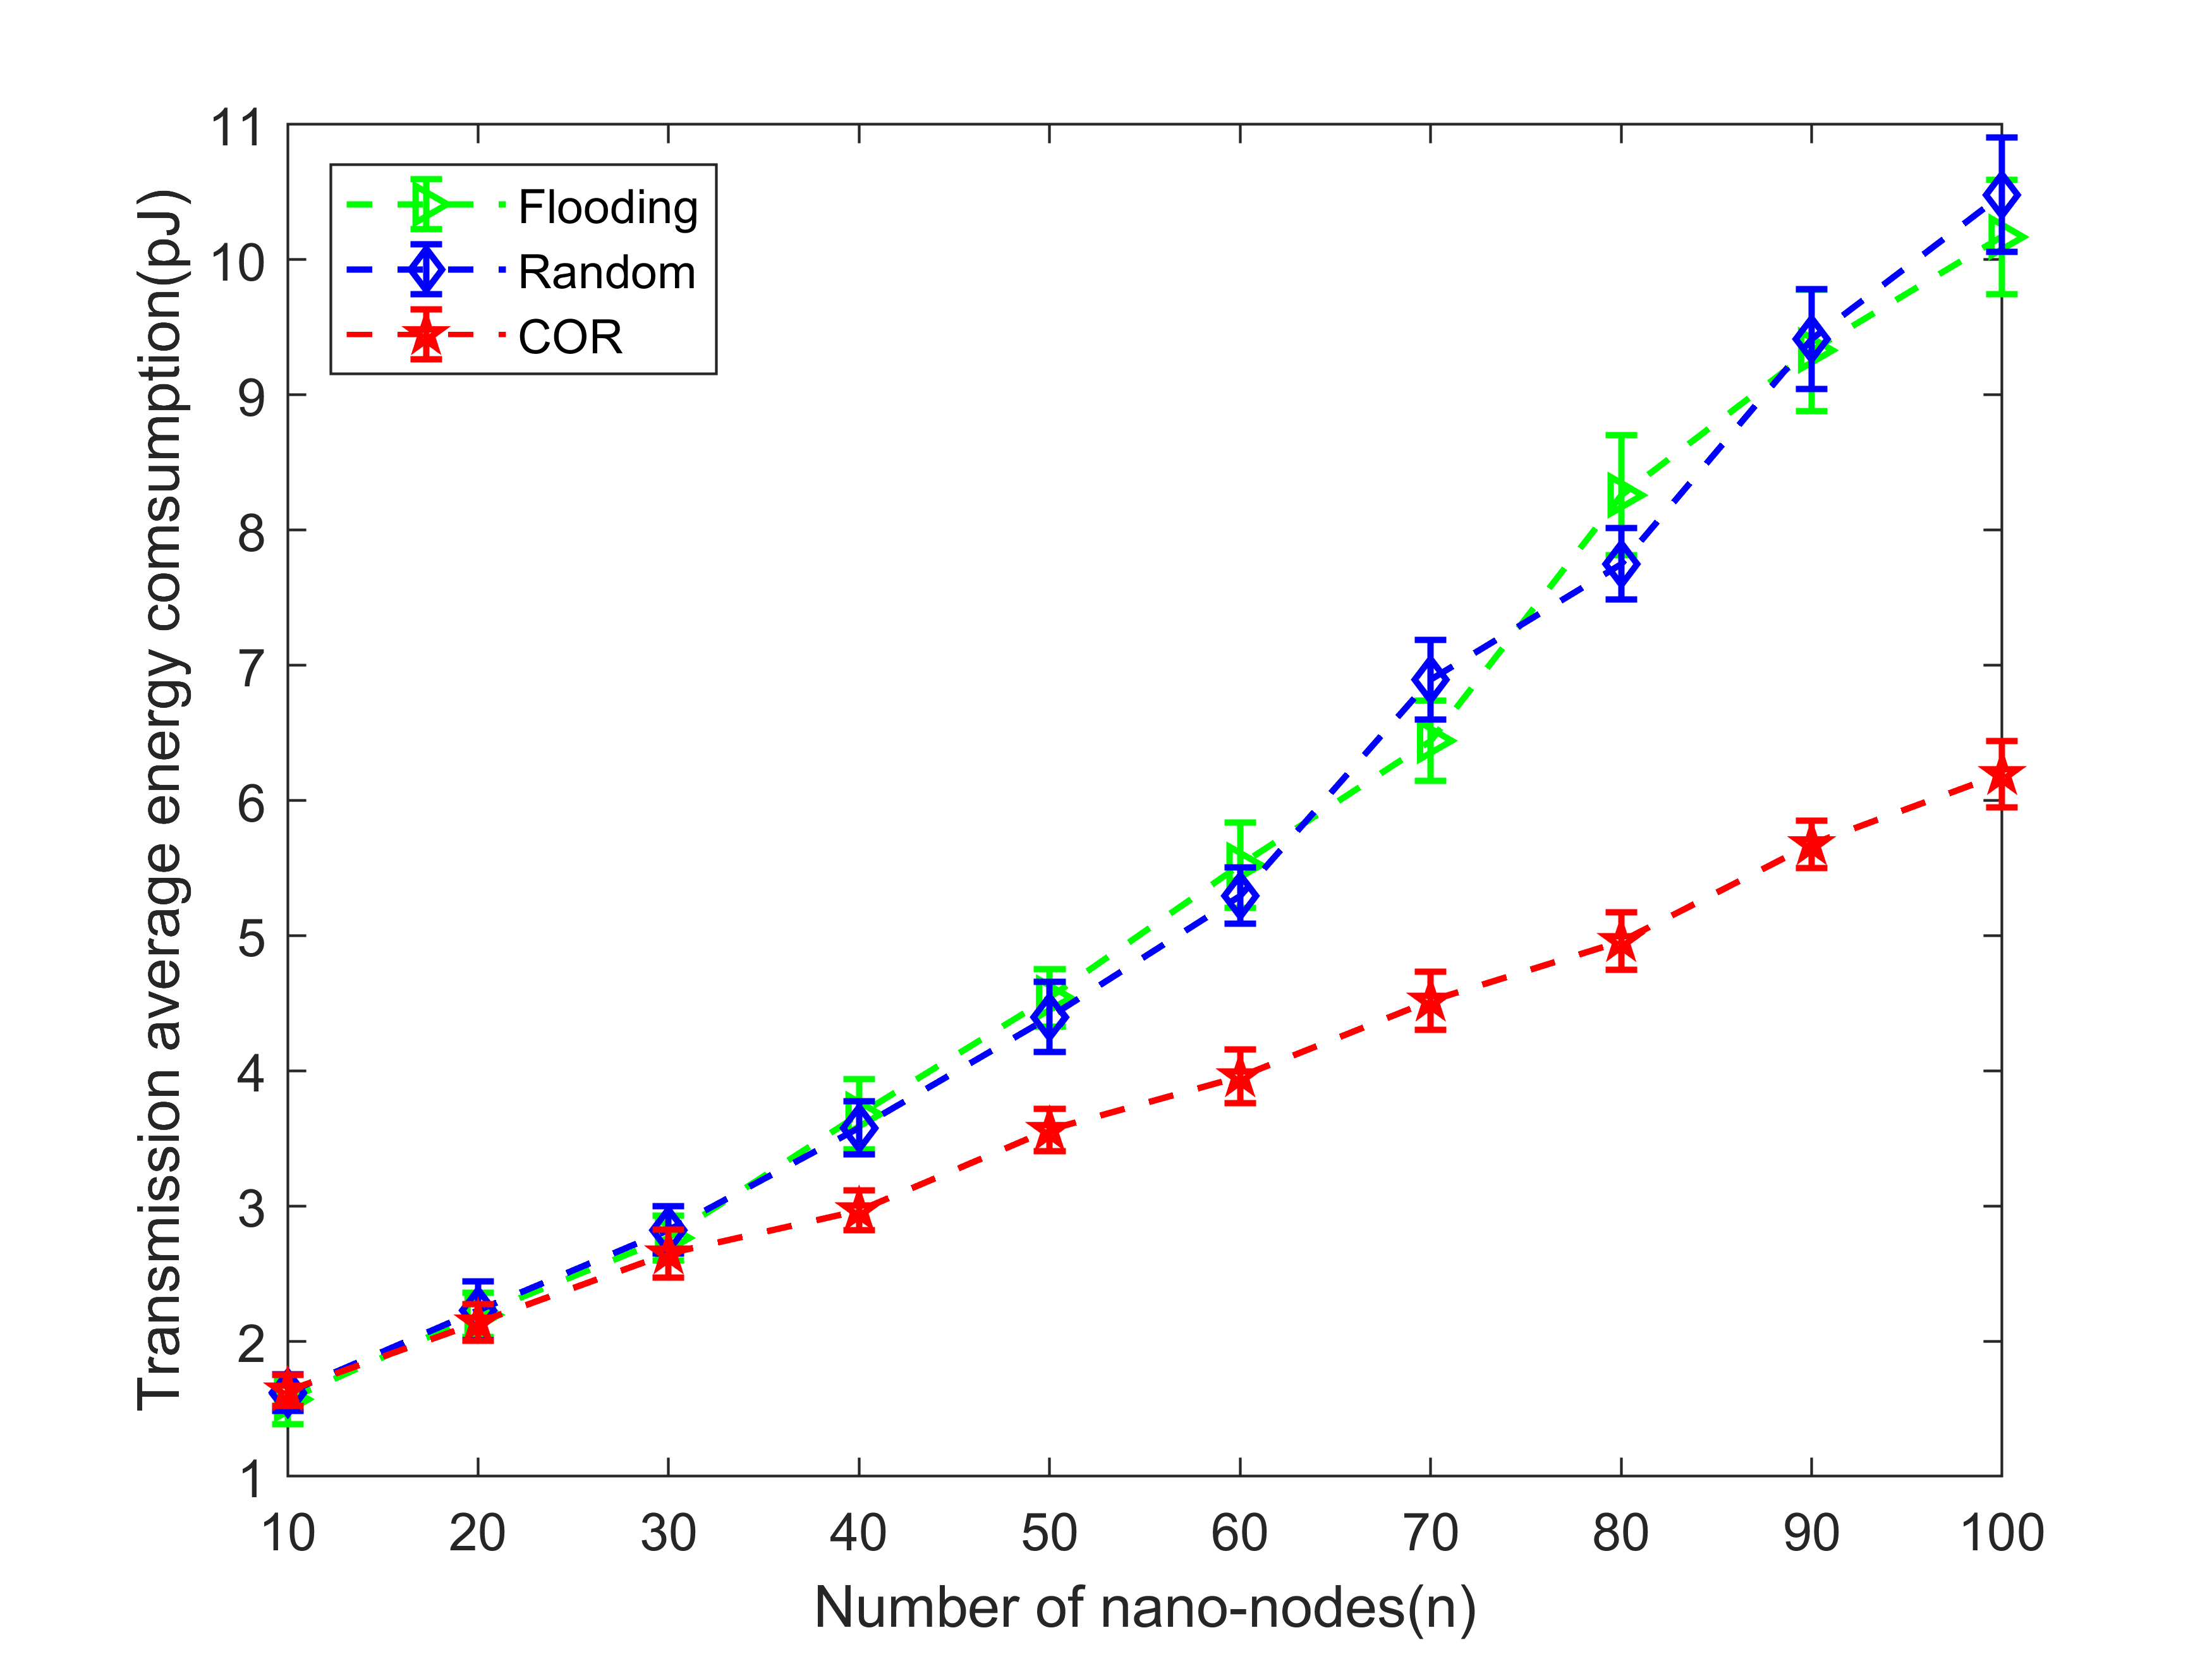 Transmission average energy comsumption(pJ)
11
10
9
8
7
6
5
4
3
2
1
Flooding
Random
COR
10 20 30 40 50 60 70 80 90 100
Number of nano-nodes(n)